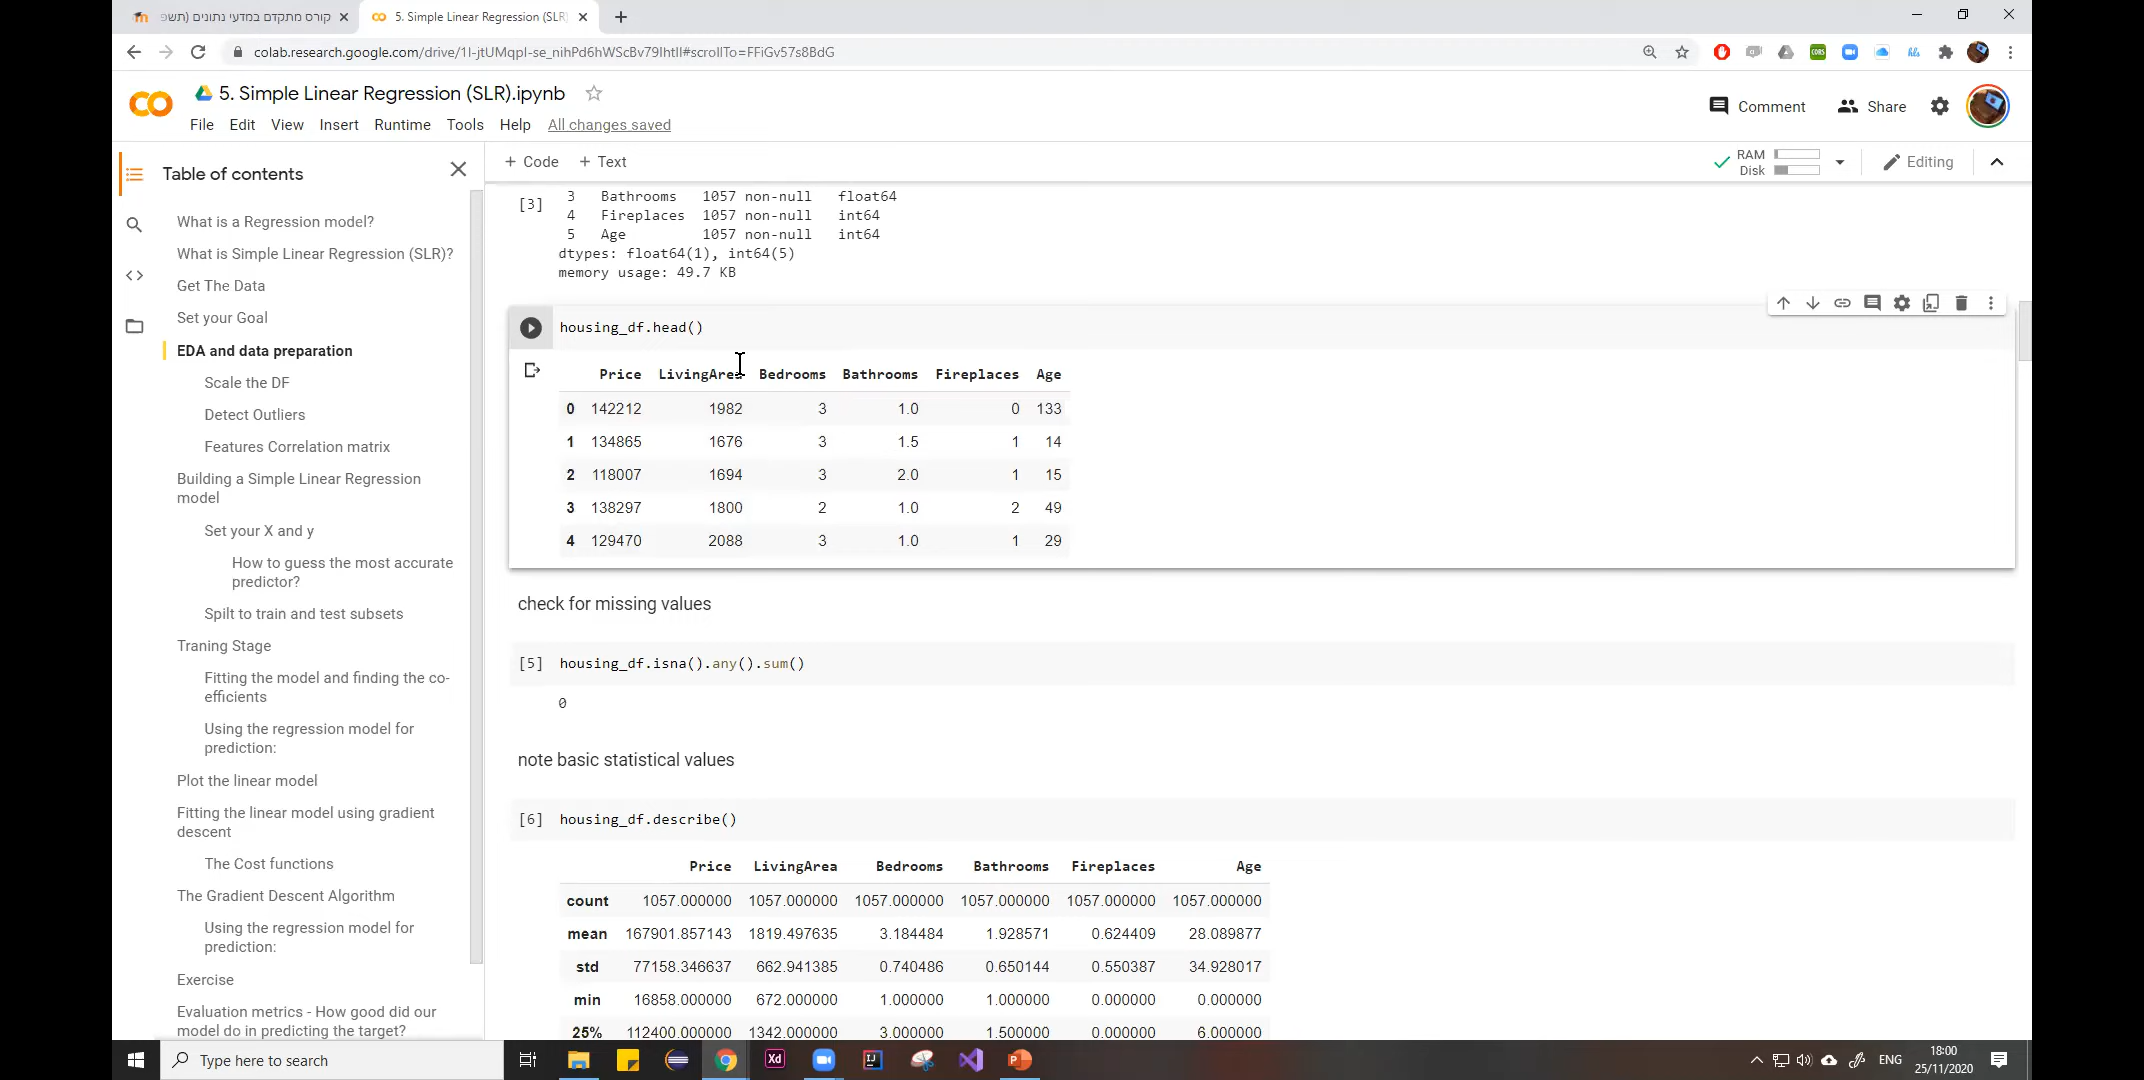 קורס מתקדם במדעי נתונים (תשפ
5. Simple Linear Regression (SLR
colab.research.google.com/drive/1I-jtUMqpI-se_nihPd6hWScBv79IhtII#scrollTo=FFiGv57s8BdG
5. Simple Linear Regression (SLR).ipynb
Comment Share
File Edit View Insert Runtime Tools Help All changes saved
Table of contents
+ Code + Text
RAM
Disk
Editing
What is a Regression model?
What is Simple Linear Regression (SLR)?
Get The Data
Set your Goal
EDA and data preparation
Scale the DF
Detect Outliers
Features Correlation matrix
Building a Simple Linear Regression
model
Set your X and y
How to guess the most accurate
predictor?
Spilt to train and test subsets
Traning Stage
Fitting the model and finding the co-
efficients
Using the regression model for
prediction:
Plot the linear model
Fitting the linear model using gradient
descent
The Cost functions
The Gradient Descent Algorithm
Using the regression model for
prediction:
Exercise
Evaluation metrics - How good did our
model do in predicting the target?
[3] 3 Bathrooms 1057 non-null float64
4 Fireplaces 1057 non-null int64
5 Age 1057 non-null int64
dtypes: float64(1), int64(5)
memory usage: 49.7 KB
housing_df.head()
Price LivingArea Bedrooms Bathrooms Fireplaces Age
0 142212 1982 3 1.0 0 133
1 134865 1676 3 1.5 1 14
2 118007 1694 3 2.0 1 15
3 138297 1800 2 1.0 2 49
4 129470 2088 3 1.0 1 29
check for missing values
[5] housing_df.isna().any().sum()
0
note basic statistical values
[6] housing_df.describe()
Price LivingArea Bedrooms Bathrooms Fireplaces Age
count 1057.000000 1057.000000 1057.000000 1057.000000 1057.000000 1057.000000
mean 167901.857143 1819.497635 3.184484 1.928571 0.624409 28.089877
std 77158.346637 662.941385 0.740486 0.650144 0.550387 34.928017
min 16858.000000 672.000000 1.000000 1.000000 0.000000 0.000000
25% 112400.000000 1342.000000 3.000000 1.500000 0.000000 6.000000
Type here to search
Xd
IJ
ENG
18:00
25/11/2020